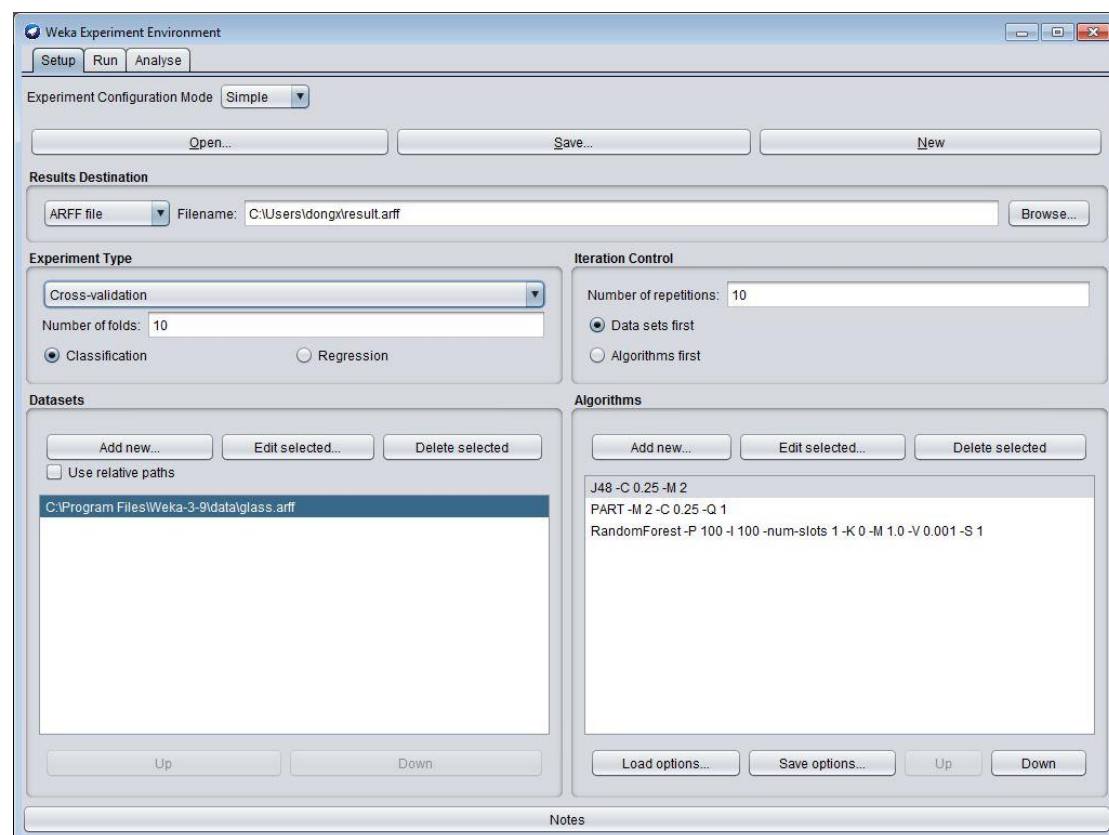 Weka Experiment Environment
Setup Run Analyse
Experiment Configuration Mode Simple
Open... Save... New
Results Destination
ARFF file Filename: C:\Users\dongx\result.arff Browse...
Experiment Type
Cross-validation
Number of folds: 10
Classification Regression
Iteration Control
Number of repetitions: 10
Data sets first
Algorithms first
Datasets
Add new... Edit selected... Delete selected
Use relative paths
C:\Program Files\Weka-3-9\data\glass.arff
Up Down
Algorithms
Add new... Edit selected... Delete selected
J48 -C 0.25 -M 2
PART -M 2 -C 0.25 -Q 1
RandomForest -P 100 -I 100 -num-slots 1 -K 0 -M 1.0 -V 0.001 -S 1
Load options... Save options... Up Down
Notes